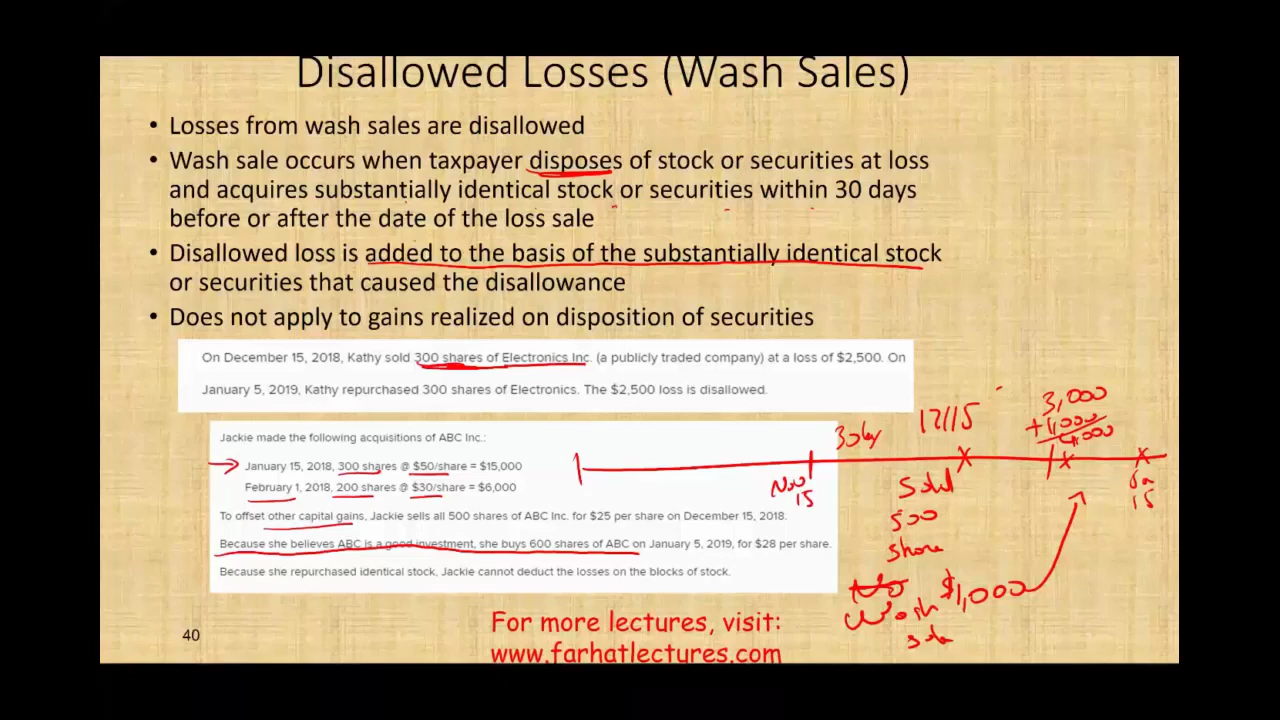 Disallowed Losses (Wash Sales)
• Losses from wash sales are disallowed
• Wash sale occurs when taxpayer disposes of stock or securities at loss
and acquires substantially identical stock or securities within 30 days
before or after the date of the loss sale
• Disallowed loss is added to the basis of the substantially identical stock
or securities that caused the disallowance
• Does not apply to gains realized on disposition of securities
On December 15, 2018, Kathy sold 300 shares of Electronics Inc. (a publicly traded company) at a loss of $2,500. On
January 5, 2019, Kathy repurchased 300 shares of Electronics. The $2,500 loss is disallowed.
Jackie made the following acquisitions of ABC Inc.:
January 15, 2018, 300 shares @ $50/share = $15,000
February 1, 2018, 200 shares @ $30/share = $6,000
To offset other capital gains, Jackie sells all 500 shares of ABC Inc. for $25 per share on December 15, 2018.
Because she believes ABC is a good investment, she buys 600 shares of ABC on January 5, 2019, for $28 per share.
Because she repurchased identical stock, Jackie cannot deduct the losses on the blocks of stock.
3,000
+1,000
4,000
12/15
Nov
15
Sold
500
share
Wash $1,000
sale
15
40
For more lectures, visit:
www.farhatlectures.com